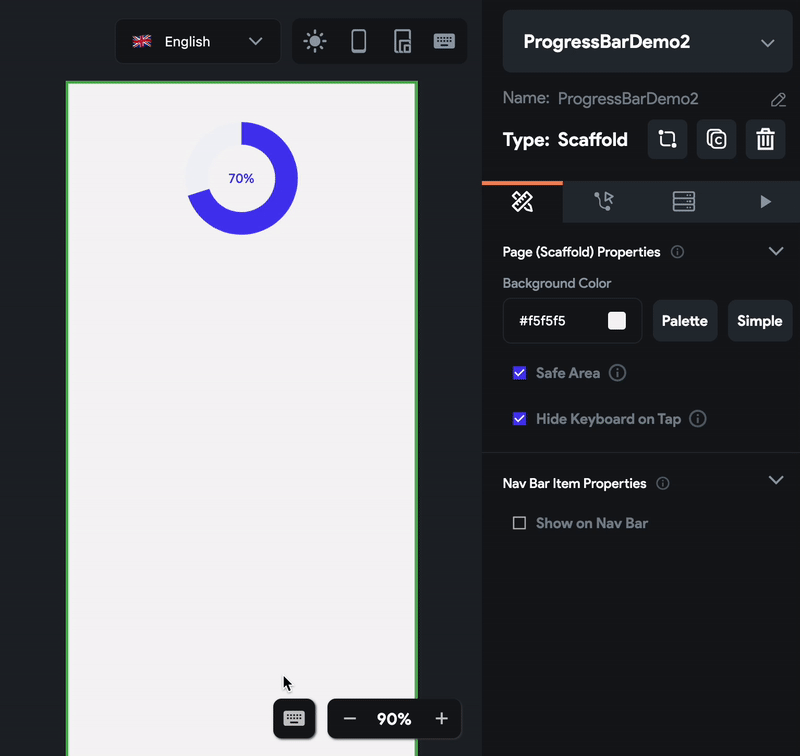 English
ProgressBarDemo2
Name: ProgressBarDemo2
Type: Scaffold
70%
Page (Scaffold) Properties
Background Color
#f5f5f5
Palette
Simple
Safe Area
Hide Keyboard on Tap
Nav Bar Item Properties
Show on Nav Bar
90%